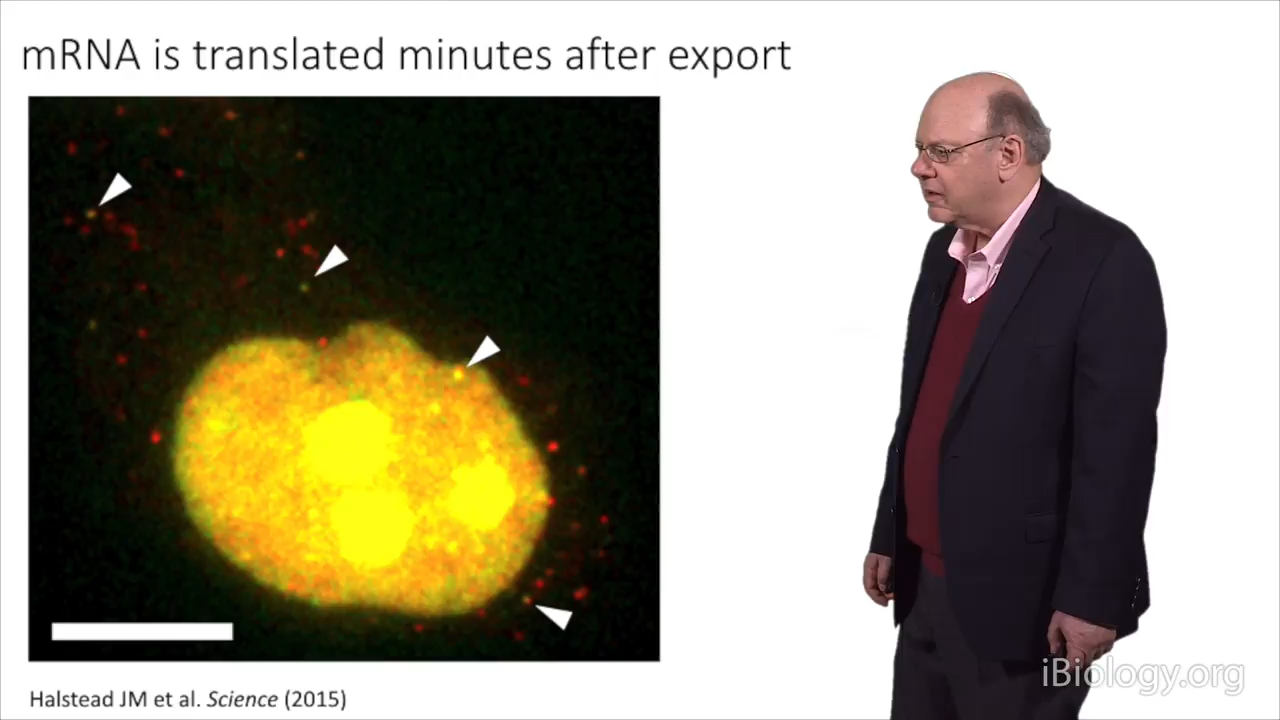 mRNA is translated minutes after export
Halstead JM et al. Science (2015)
iBiology.org